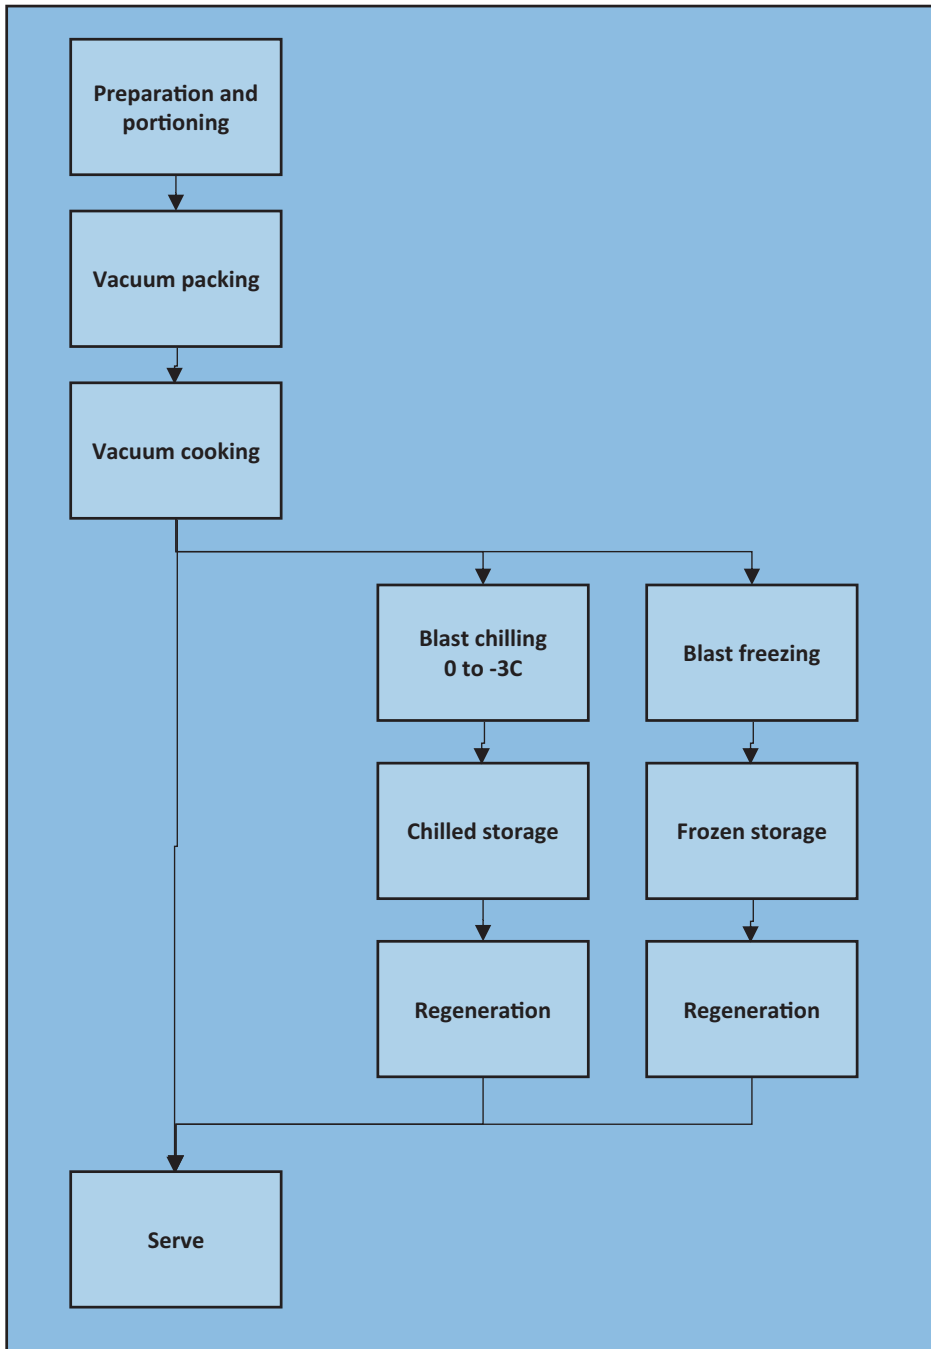 Preparation and
portioning
Vacuum packing
Vacuum cooking
Blast chilling
0 to -3C
Blast freezing
Chilled storage
Frozen storage
Regeneration
Regeneration
Serve